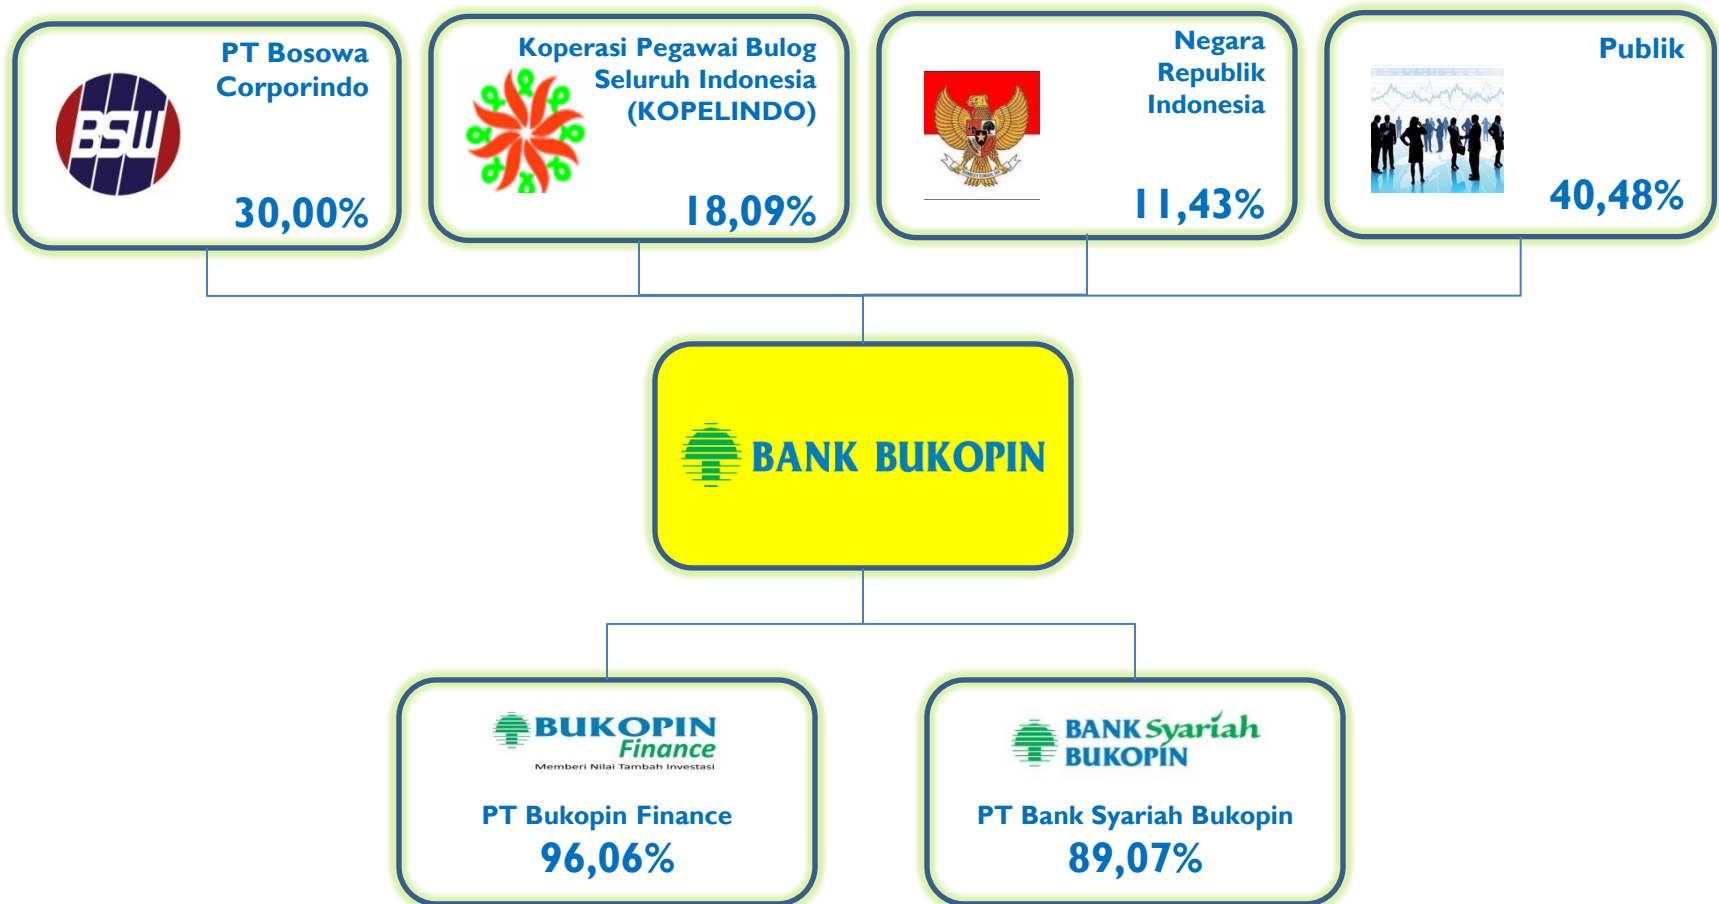 PT Bosowa
Corporindo
BSW
30,00%
Koperasi Pegawai Bulog
Seluruh Indonesia
(KOPELINDO)
18,09%
Negara
Republik
Indonesia
11,43%
Publik
40,48%
BANK BUKOPIN
BUKOPIN
Finance
Memberi Nilai Tambah Investasi
PT Bukopin Finance
96,06%
BANK Syariah
BUKOPIN
PT Bank Syariah Bukopin
89,07%